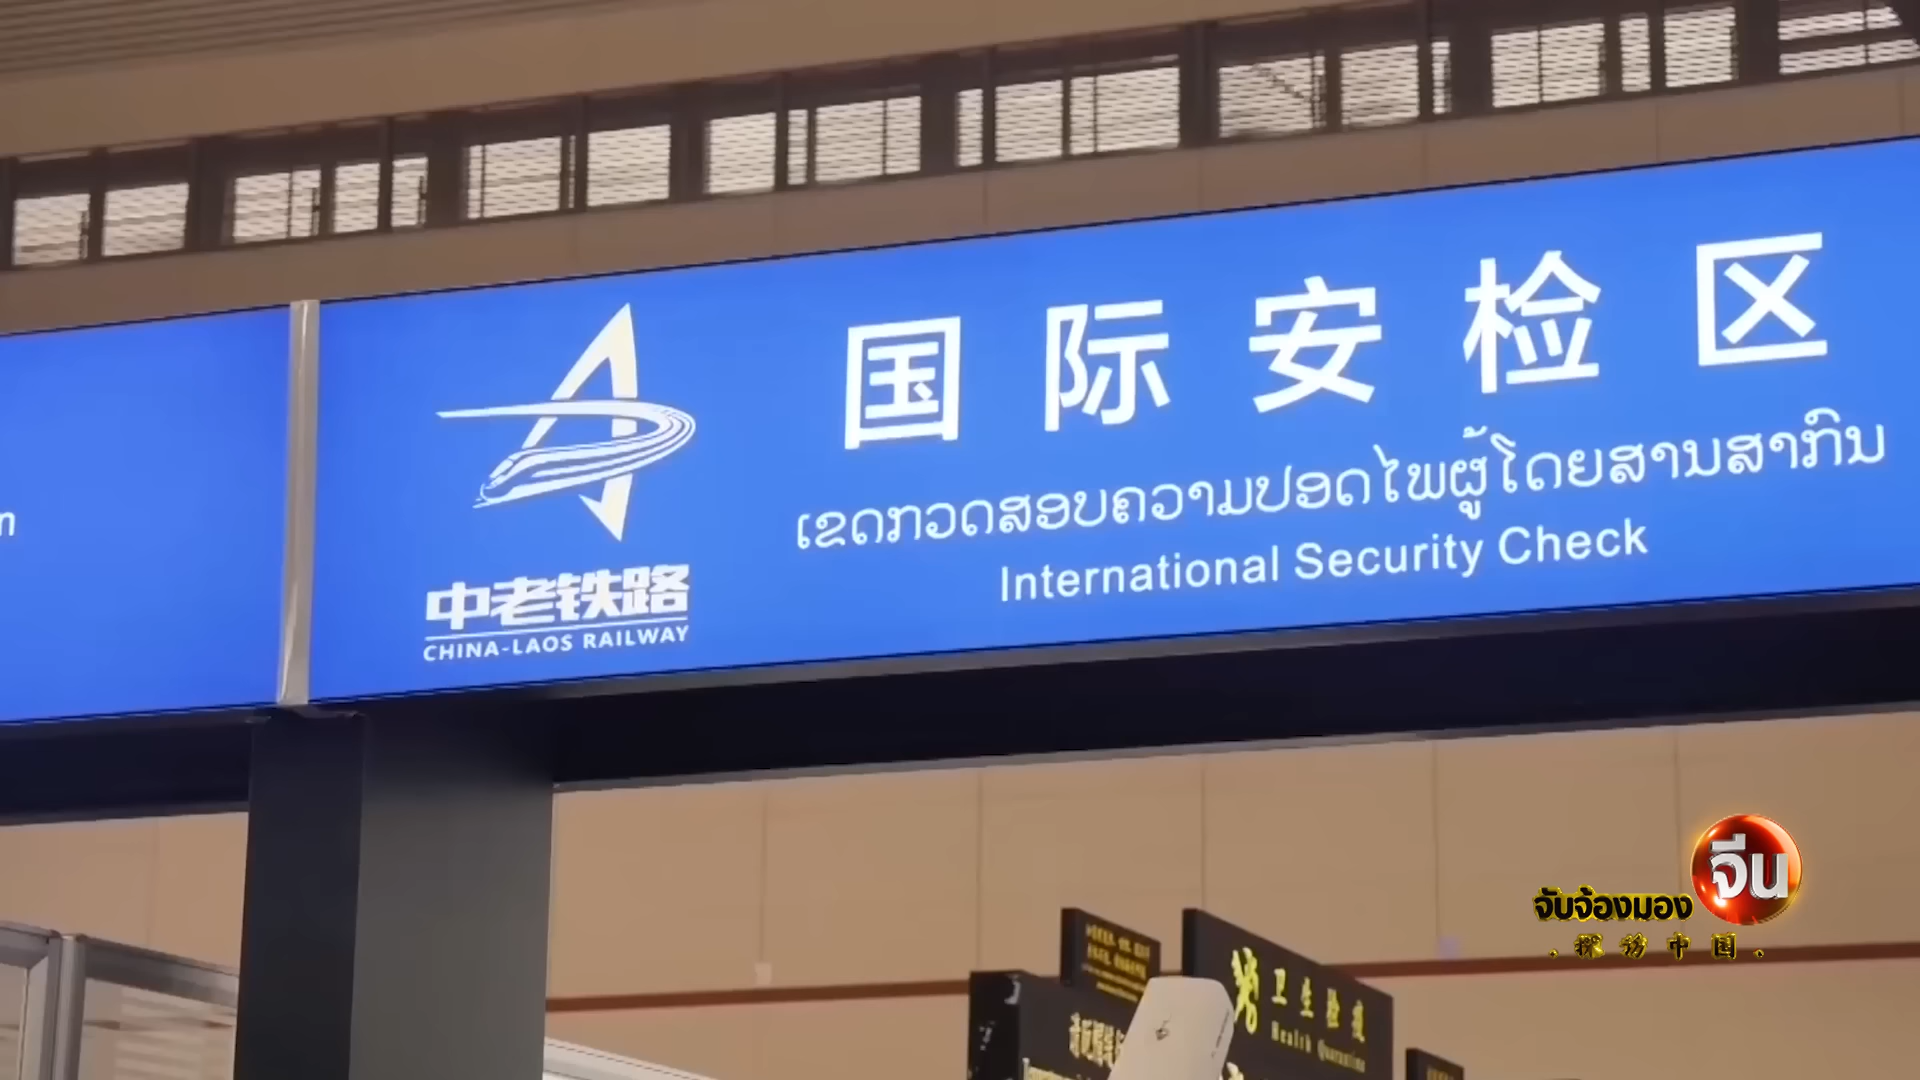 国际安检区
ເຂດກວດສອບຄວາມປອດໄພຜູ້ໂດຍສານສາກົນ
International Security Check
中老铁路
CHINA-LAOS RAILWAY
จับจ้องมอง
จีน
·探访中国·
卫生检疫
Health Quarantine